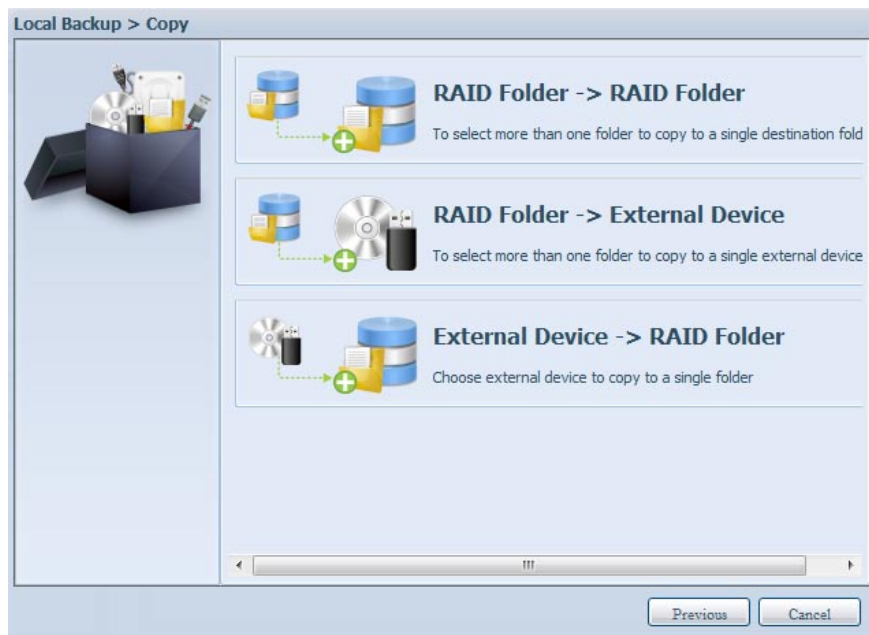 Local Backup > Copy
RAID Folder -> RAID Folder
To select more than one folder to copy to a single destination fold
RAID Folder -> External Device
To select more than one folder to copy to a single external device
External Device -> RAID Folder
Choose external device to copy to a single folder
Previous
Cancel